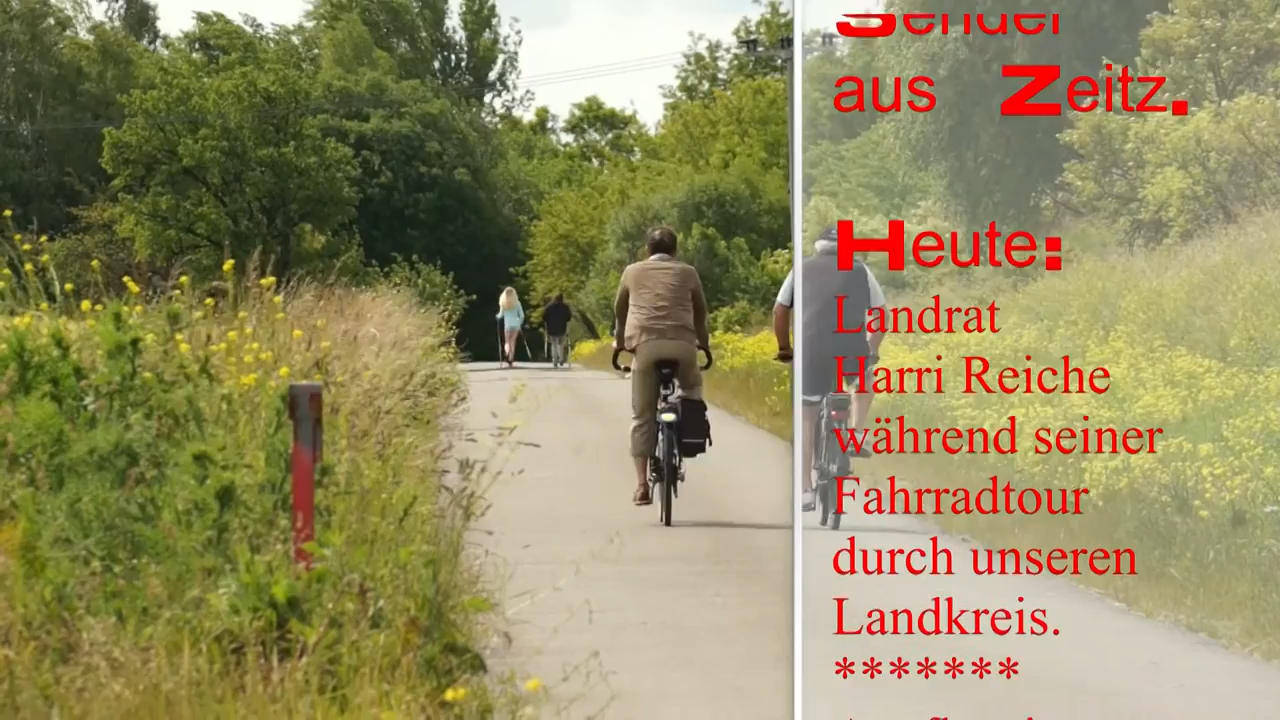 Sender
aus Zeitz.
Heute:
Landrat
Harri Reiche
während seiner
Fahrradtour
durch unseren
Landkreis.
*******